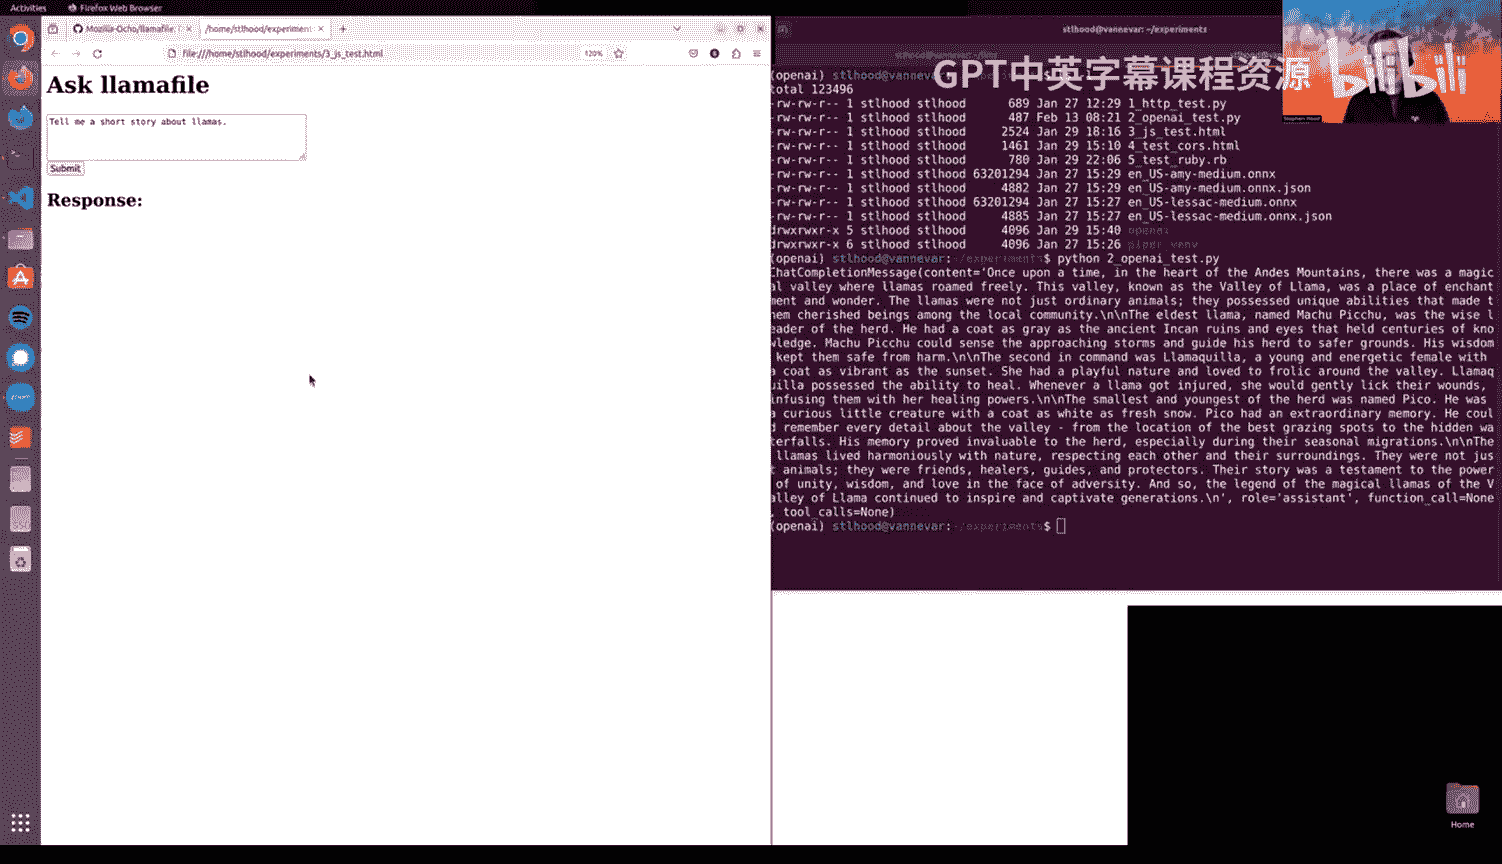 Activities
Firefox Web Browser
Mozilla-Ocho/llamafile:
/home/stlhood/experiment
file:///home/stlhood/experiments/3_js_test.html
120%
Ask llamafile
Tell me a short story about llamas.
Submit
Response:
stlhood@vannevar: ~/experiments
GPT中英字幕课程资源
bilibili
Stephen Hood
(openai) stlhood@vannevar
total 123496
-rw-rw-r-- 1 stlhood stlhood 689 Jan 27 12:29 1_http_test.py
-rw-rw-r-- 1 stlhood stlhood 487 Feb 13 08:21 2_openai_test.py
-rw-rw-r-- 1 stlhood stlhood 2524 Jan 29 18:16 3_js_test.html
-rw-rw-r-- 1 stlhood stlhood 1461 Jan 29 15:10 4_test_cors.html
-rw-rw-r-- 1 stlhood stlhood 780 Jan 29 22:06 5_test_ruby.rb
-rw-rw-r-- 1 stlhood stlhood 63201294 Jan 27 15:29 en_US-amy-medium.onnx
-rw-rw-r-- 1 stlhood stlhood 4882 Jan 27 15:29 en_US-amy-medium.onnx.json
-rw-rw-r-- 1 stlhood stlhood 63201294 Jan 27 15:27 en_US-lessac-medium.onnx
-rw-rw-r-- 1 stlhood stlhood 4885 Jan 27 15:27 en_US-lessac-medium.onnx.json
drwxrwxr-x 5 stlhood stlhood 4096 Jan 29 15:40 openai
drwxrwxr-x 6 stlhood stlhood 4096 Jan 27 15:26 piper_venv
(openai) stlhood@vannevar:~/experiments$ python 2_openai_test.py
ChatCompletionMessage(content='Once upon a time, in the heart of the Andes Mountains, there was a magic
al valley where llamas roamed freely. This valley, known as the Valley of Llama, was a place of enchant
ment and wonder. The llamas were not just ordinary animals; they possessed unique abilities that made t
hem cherished beings among the local community.\n\nThe eldest llama, named Machu Picchu, was the wise l
eader of the herd. He had a coat as gray as the ancient Incan ruins and eyes that held centuries of kno
wledge. Machu Picchu could sense the approaching storms and guide his herd to safer grounds. His wisdom
kept them safe from harm.\n\nThe second in command was Llamaquilla, a young and energetic female with
a coat as vibrant as the sunset. She had a playful nature and loved to frolic around the valley. Llamaq
uilla possessed the ability to heal. Whenever a llama got injured, she would gently lick their wounds,
infusing them with her healing powers.\n\nThe smallest and youngest of the herd was named Pico. He was
a curious little creature with a coat as white as fresh snow. Pico had an extraordinary memory. He coul
d remember every detail about the valley - from the location of the best grazing spots to the hidden wa
terfalls. His memory proved invaluable to the herd, especially during their seasonal migrations.\n\nThe
llamas lived harmoniously with nature, respecting each other and their surroundings. They were not jus
t animals; they were friends, healers, guides, and protectors. Their story was a testament to the power
of unity, wisdom, and love in the face of adversity. And so, the legend of the magical llamas of the V
alley of Llama continued to inspire and captivate generations.\n', role='assistant', function_call=None
, tool_calls=None)
(openai) stlhood@vannevar:~/experiments$
Home